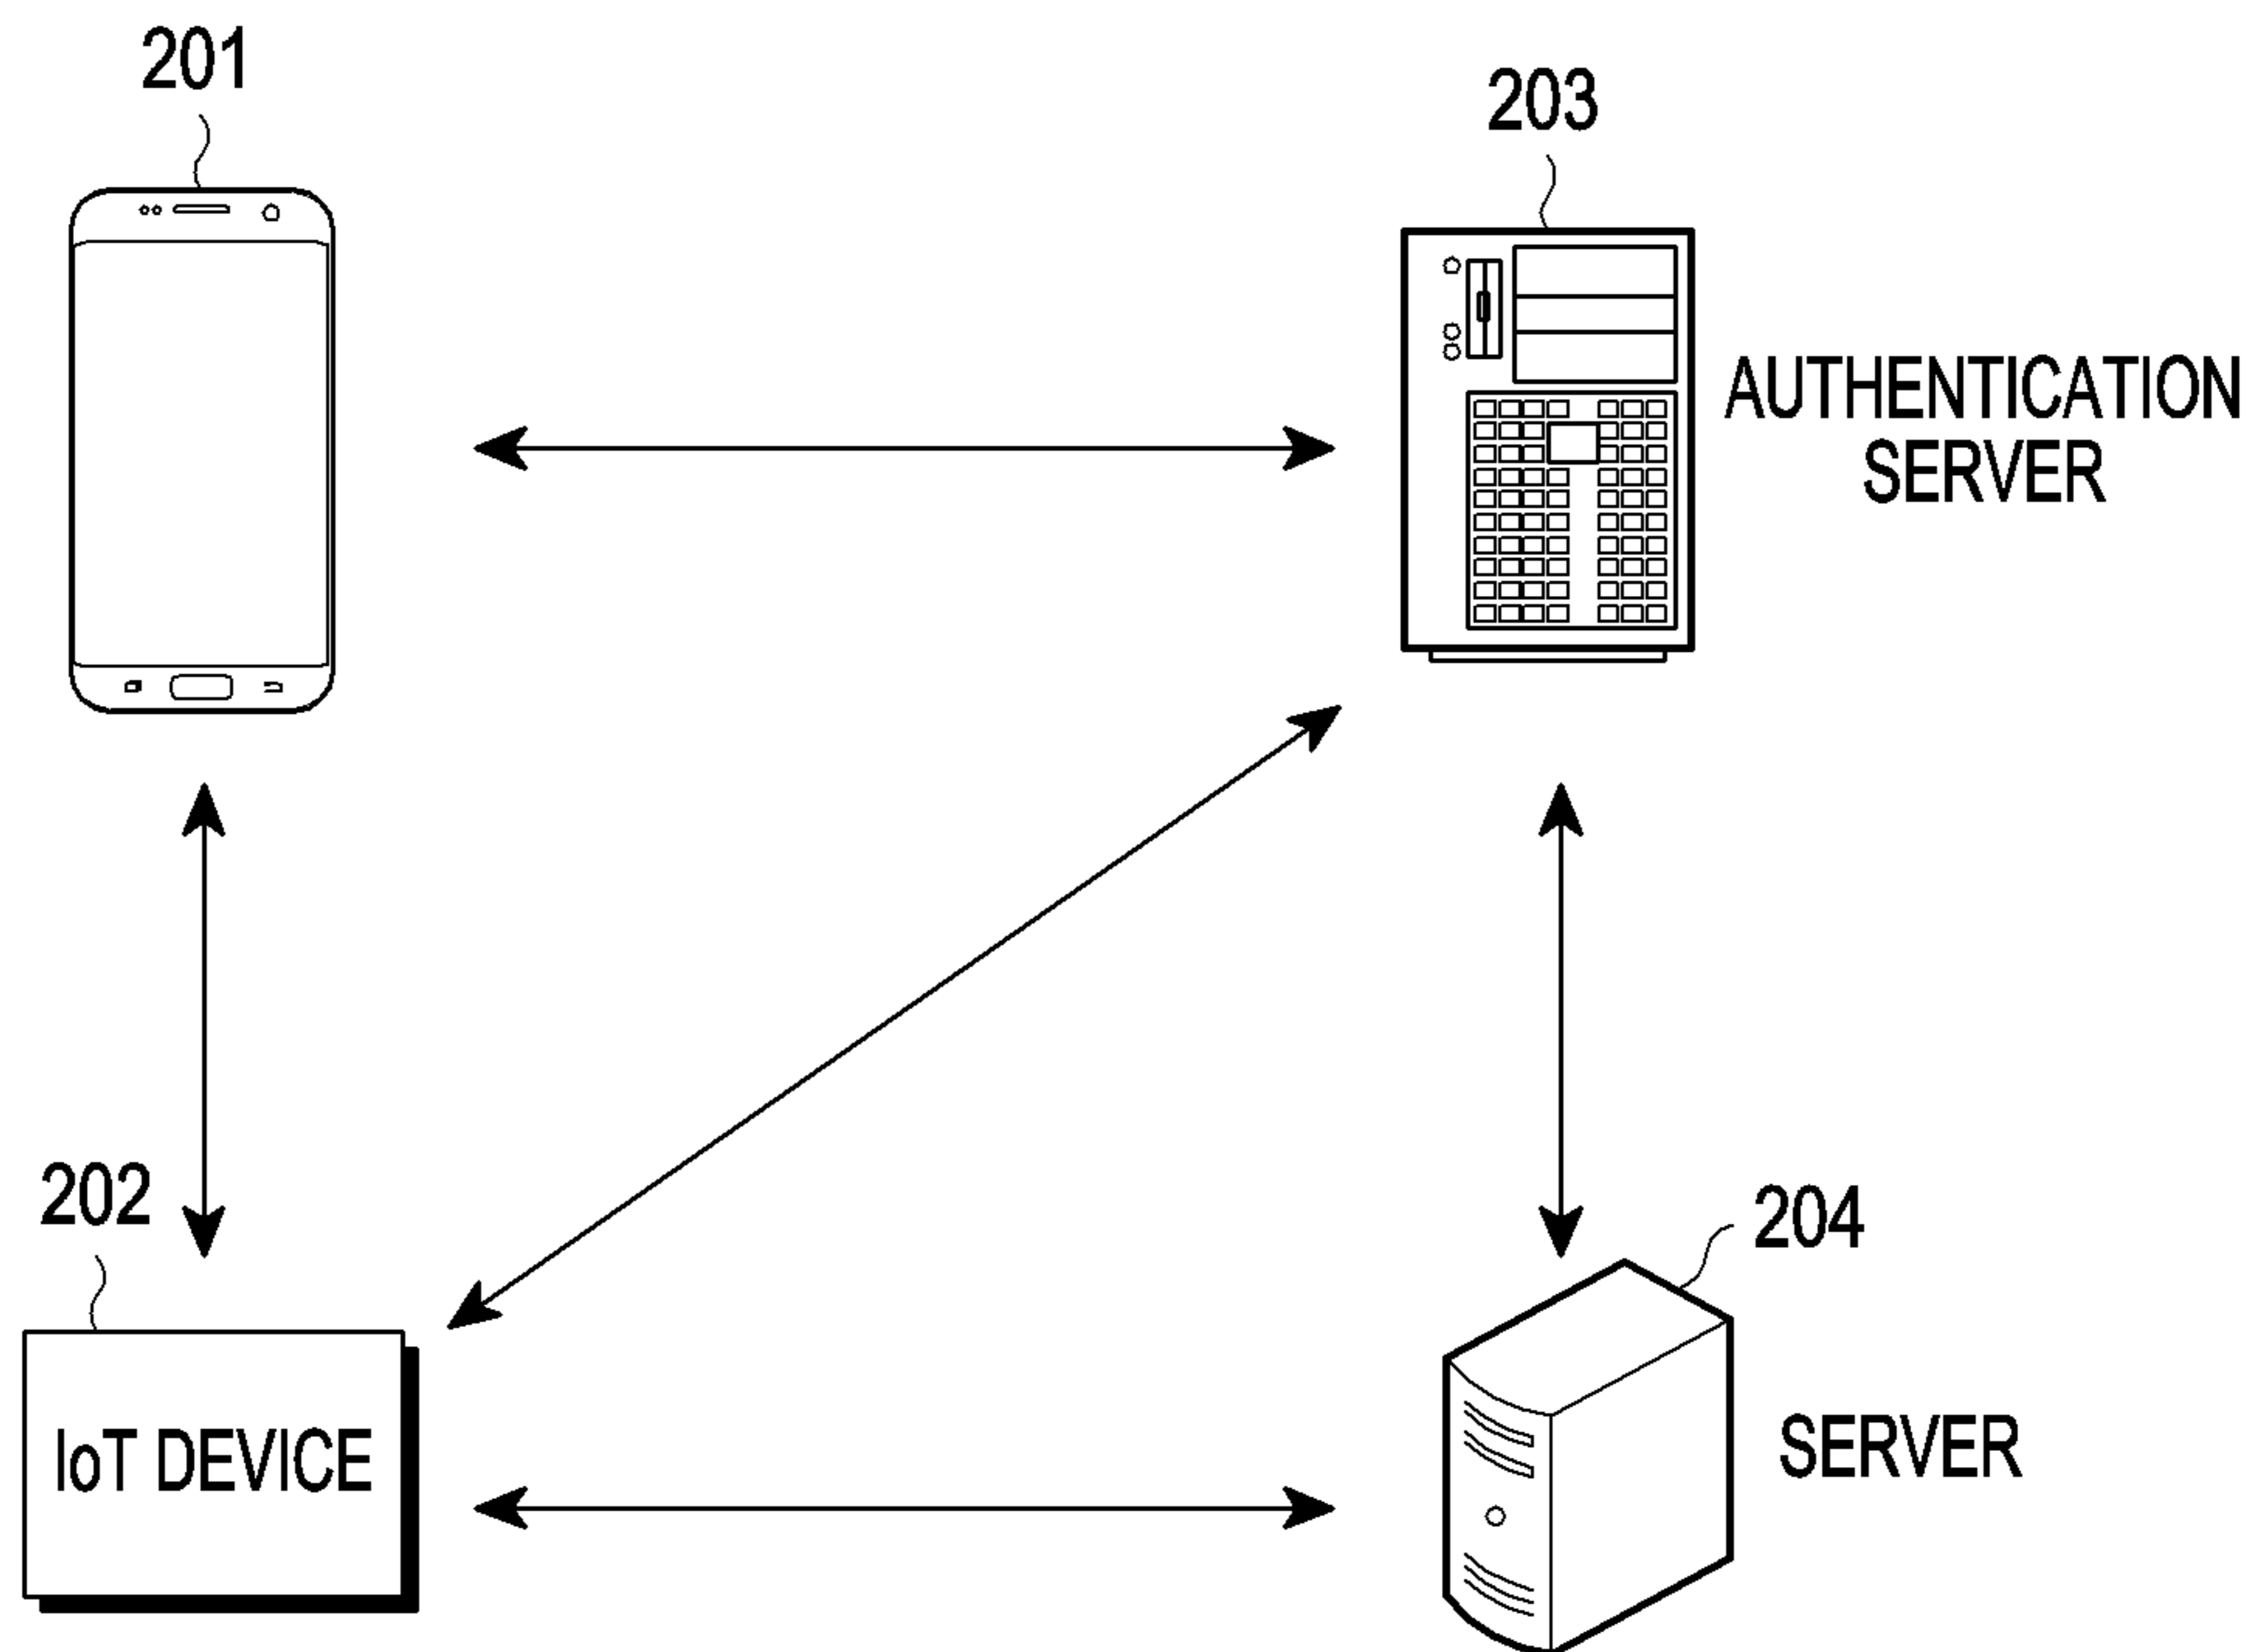 201
203
AUTHENTICATION
SERVER
202
204
IoT DEVICE
SERVER